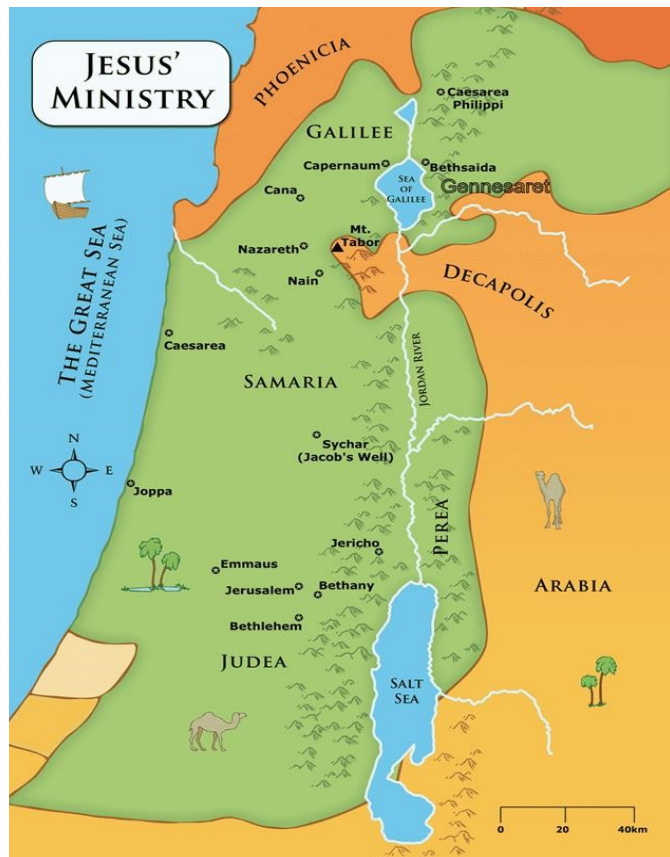 JESUS'
MINISTRY
PHOENICIA
Caesarea
Philippi
GALILEE
Capernaum
Bethsaida
SEA
OF
GALILEE
Gennesaret
Cana
Mt.
Tabor
Nazareth
Nain
DECAPOLIS
THE GREAT SEA
(MEDITERRANEAN SEA)
Caesarea
SAMARIA
JORDAN RIVER
Sychar
(Jacob's Well)
N
W E
S
Joppa
PEREA
Jericho
Emmaus
Jerusalem
Bethany
ARABIA
Bethlehem
JUDEA
SALT
SEA
0 20 40km